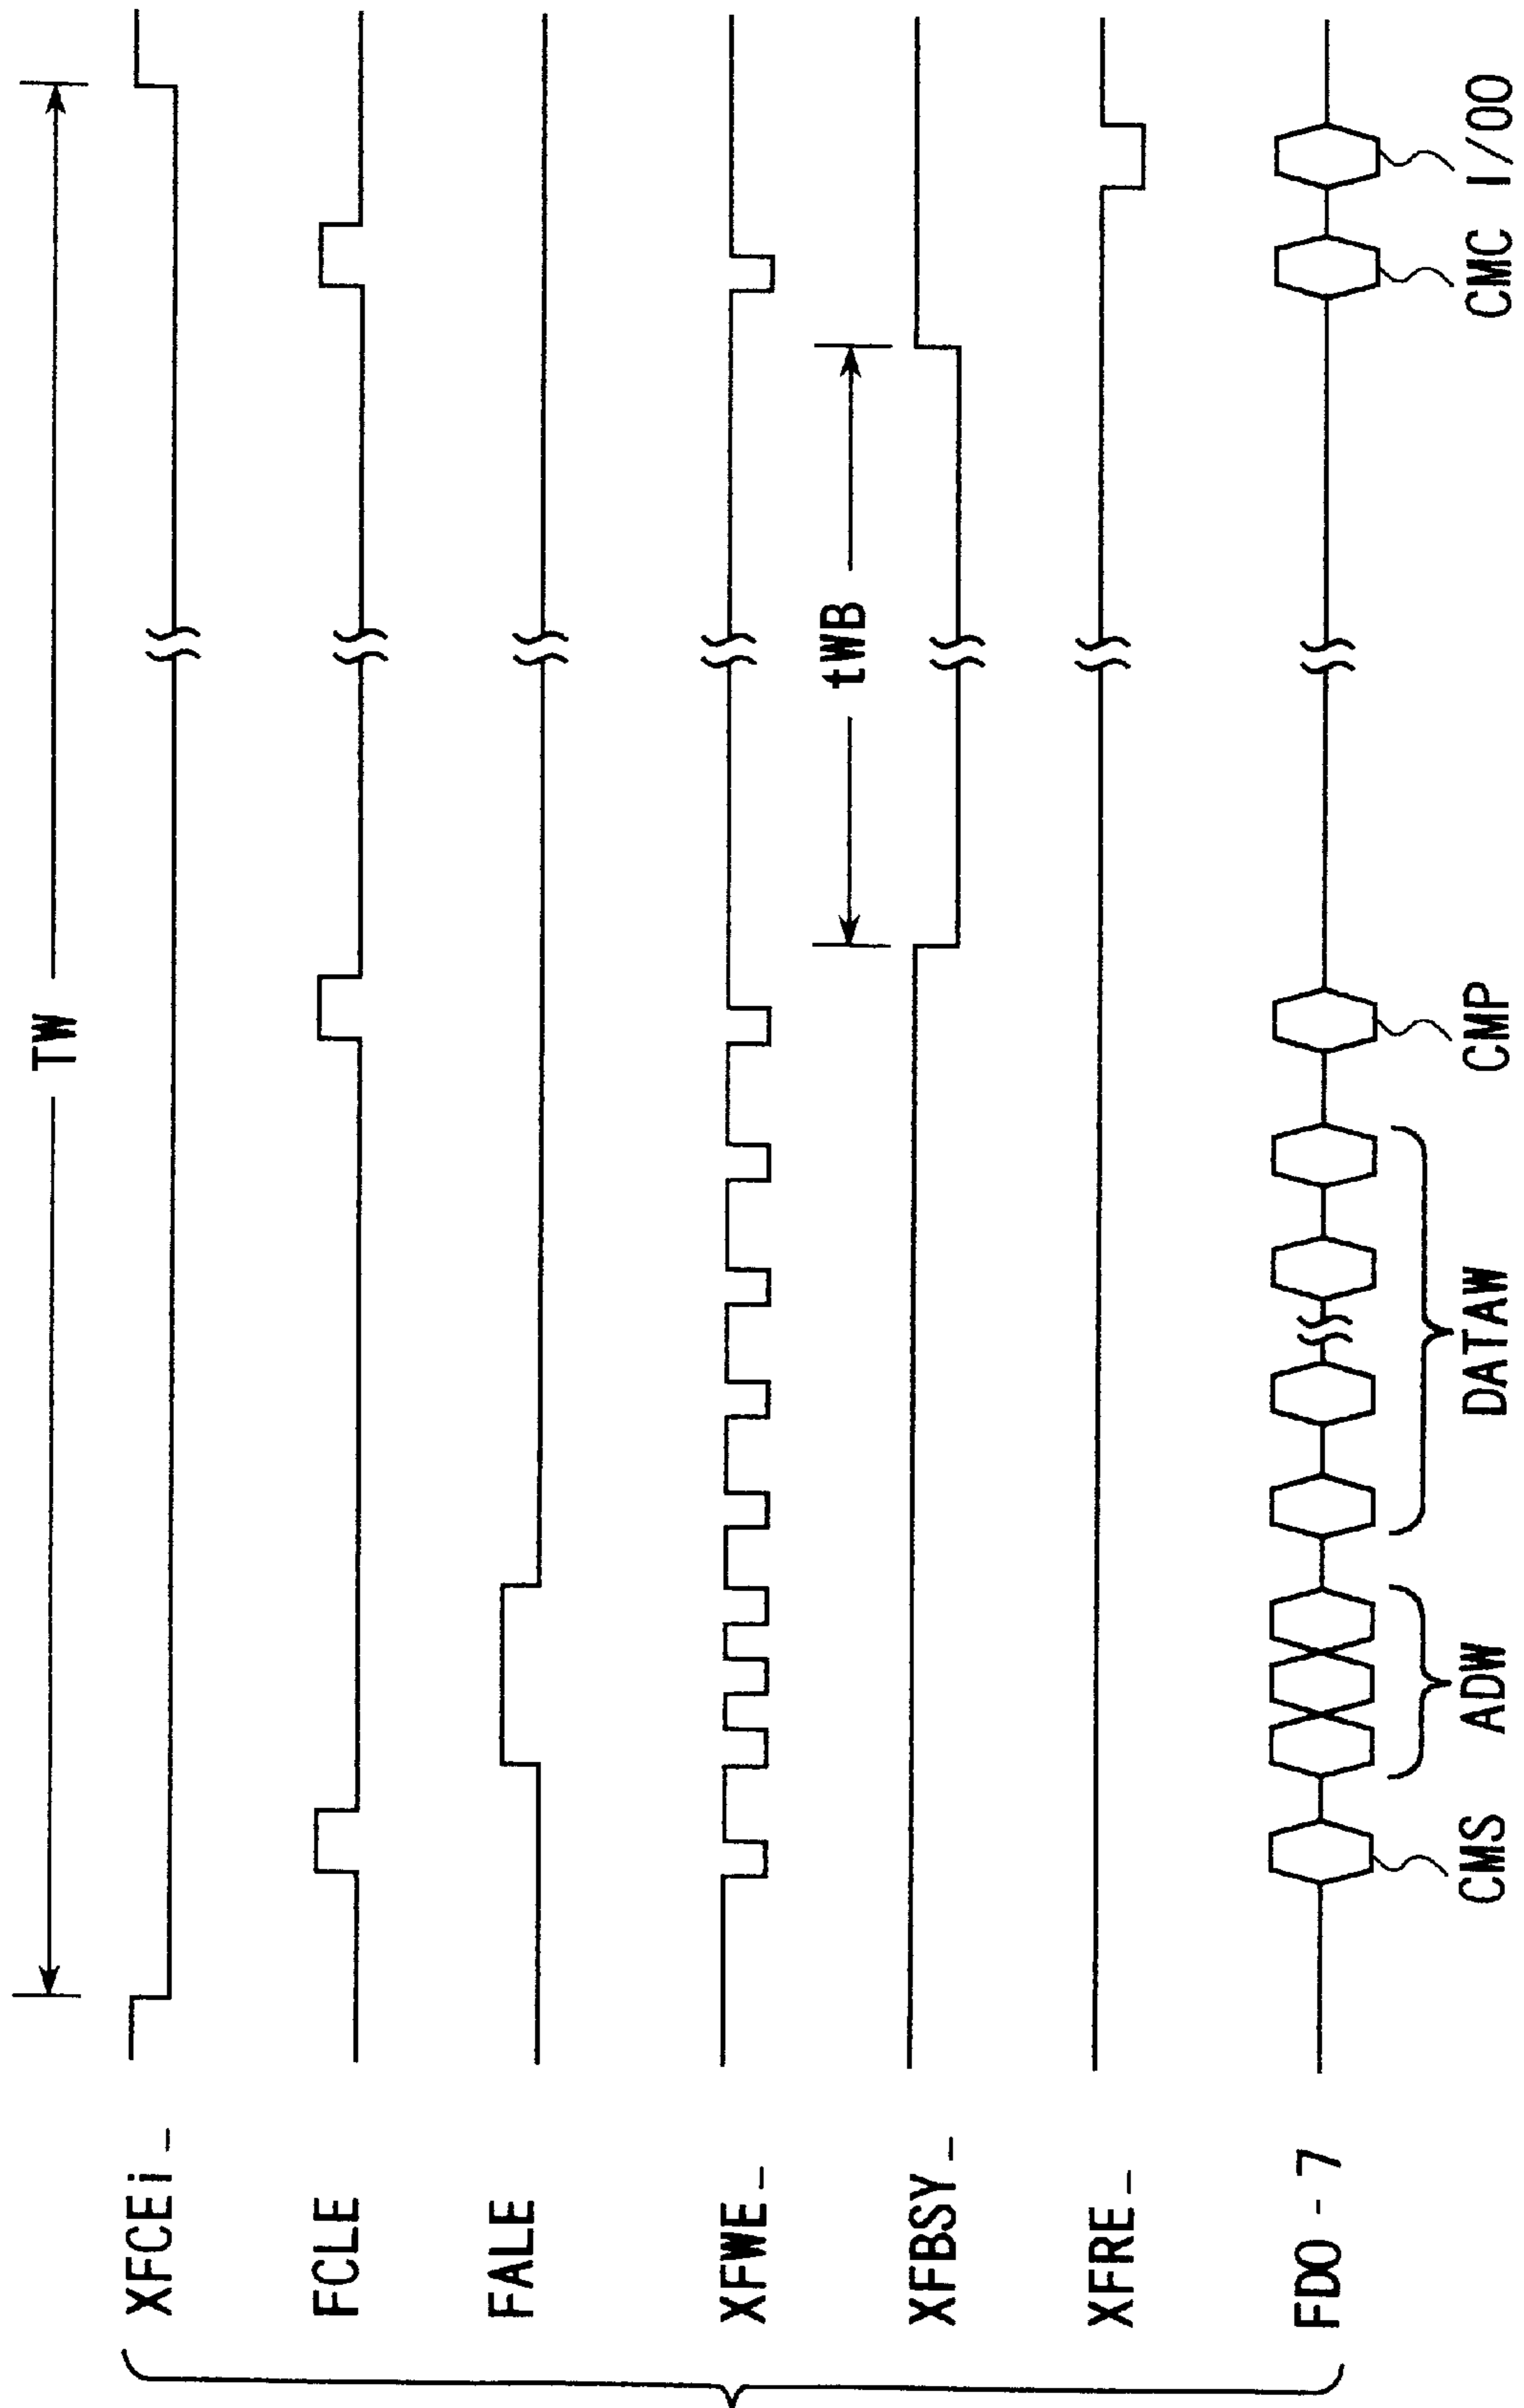 TW
XFCEi_
FCLE
FALE
XFWE_
tWB
XFBSY_
XFRE_
FD0-7
CMS
ADW
DATAW
CMP
CMC
I/O0